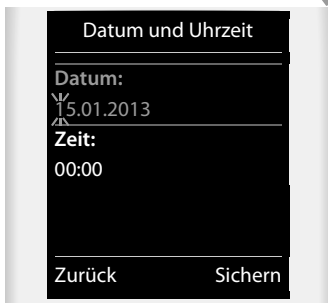 Datum und Uhrzeit
Datum:
15.01.2013
Zeit:
00:00
Zurück Sichern